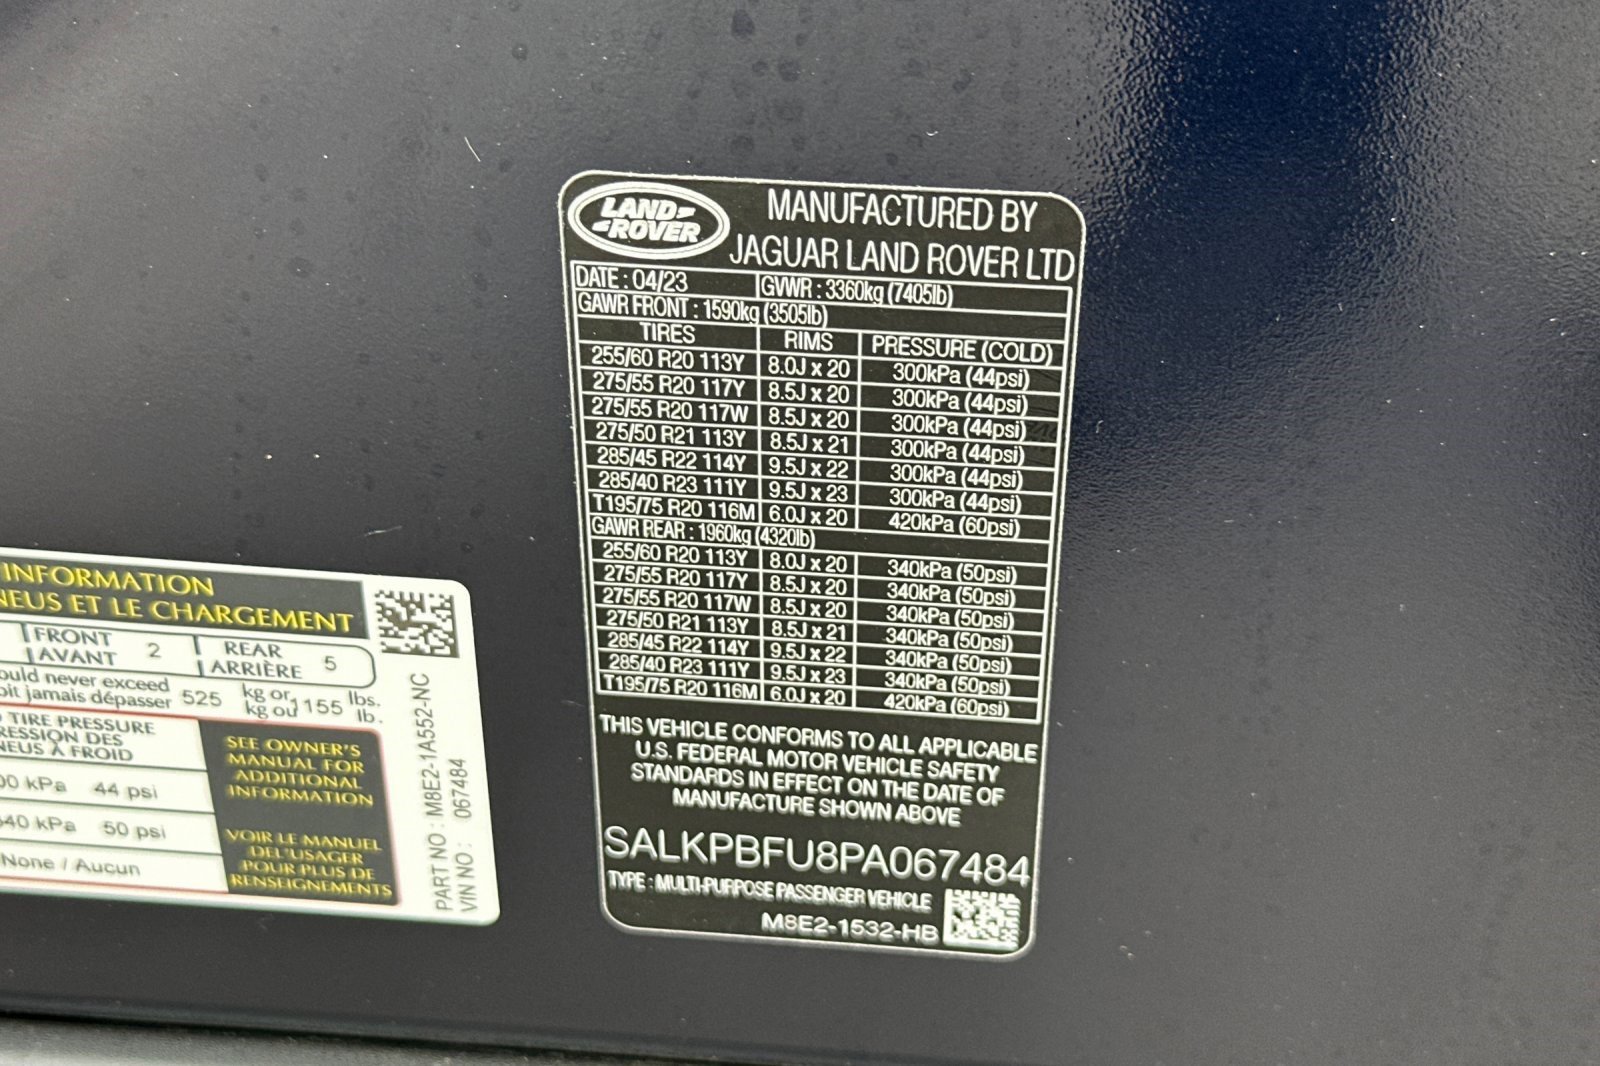 LAND
ROVER
MANUFACTURED BY
JAGUAR LAND ROVER LTD
DATE : 04/23 GVWR : 3360kg (7405lb)
GAWR FRONT : 1590kg (3505lb)
TIRES RIMS PRESSURE (COLD)
255/60 R20 113Y 8.0J x 20 300kPa (44psi)
275/55 R20 117Y 8.5J x 20 300kPa (44psi)
275/55 R20 117W 8.5J x 20 300kPa (44psi)
275/50 R21 113Y 8.5J x 21 300kPa (44psi)
285/45 R22 114Y 9.5J x 22 300kPa (44psi)
285/40 R23 111Y 9.5J x 23 300kPa (44psi)
T195/75 R20 116M 6.0J x 20 420kPa (60psi)
GAWR REAR : 1960kg (4320lb)
255/60 R20 113Y 8.0J x 20 340kPa (50psi)
275/55 R20 117Y 8.5J x 20 340kPa (50psi)
275/55 R20 117W 8.5J x 20 340kPa (50psi)
275/50 R21 113Y 8.5J x 21 340kPa (50psi)
285/45 R22 114Y 9.5J x 22 340kPa (50psi)
285/40 R23 111Y 9.5J x 23 340kPa (50psi)
T195/75 R20 116M 6.0J x 20 420kPa (60psi)
THIS VEHICLE CONFORMS TO ALL APPLICABLE
U.S. FEDERAL MOTOR VEHICLE SAFETY
STANDARDS IN EFFECT ON THE DATE OF
MANUFACTURE SHOWN ABOVE
SALKPBFU8PA067484
TYPE : MULTI-PURPOSE PASSENGER VEHICLE
M8E2-1532-HB
INFORMATION
NEUS ET LE CHARGEMENT
FRONT 2 REAR 5
AVANT ARRIÈRE
ould never exceed 525 kg or 1155 lbs.
oit jamais dépasser kg ou lb.
TIRE PRESSURE
RESSION DES
NEUS À FROID
00 kPa 44 psi
340 kPa 50 psi
None / Aucun
SEE OWNER'S
MANUAL FOR
ADDITIONAL
INFORMATION
VOIR LE MANUEL
DEL'USAGER
POUR PLUS DE
RENSEIGNEMENTS
PART NO : M8E2-1A552-NC
VIN NO : 067484